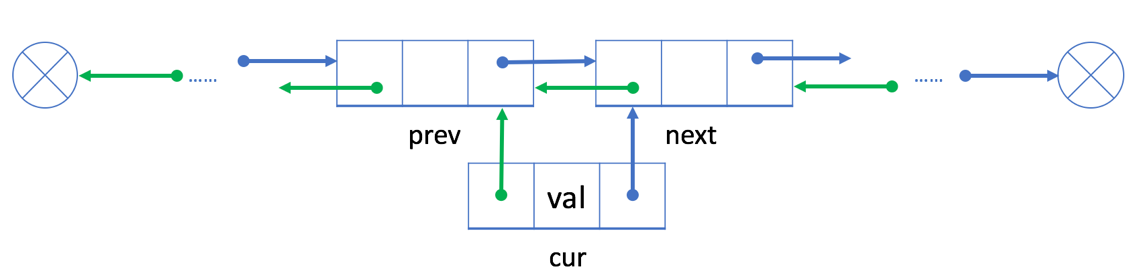 ...... ......
prev next
val
cur